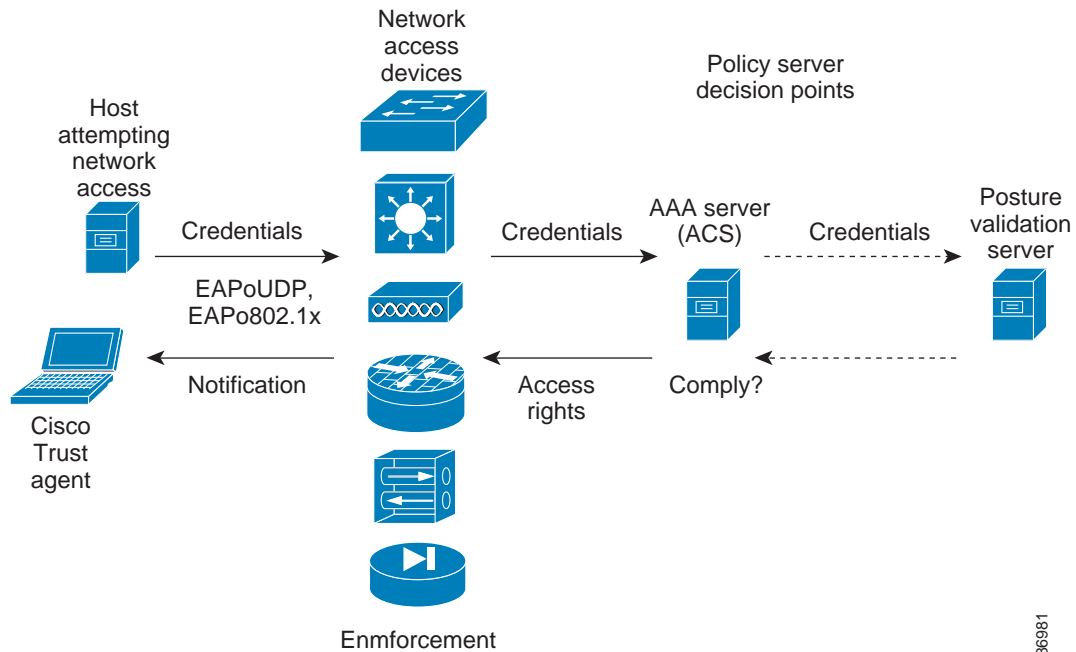 Network
access
devices
Policy server
decision points
Host
attempting
network
access
Credentials
EAPoUDP,
EAPo802.1x
Notification
Cisco
Trust
agent
Credentials
Access
rights
AAA server
(ACS)
Comply?
Credentials
Posture
validation
server
Enmforcement